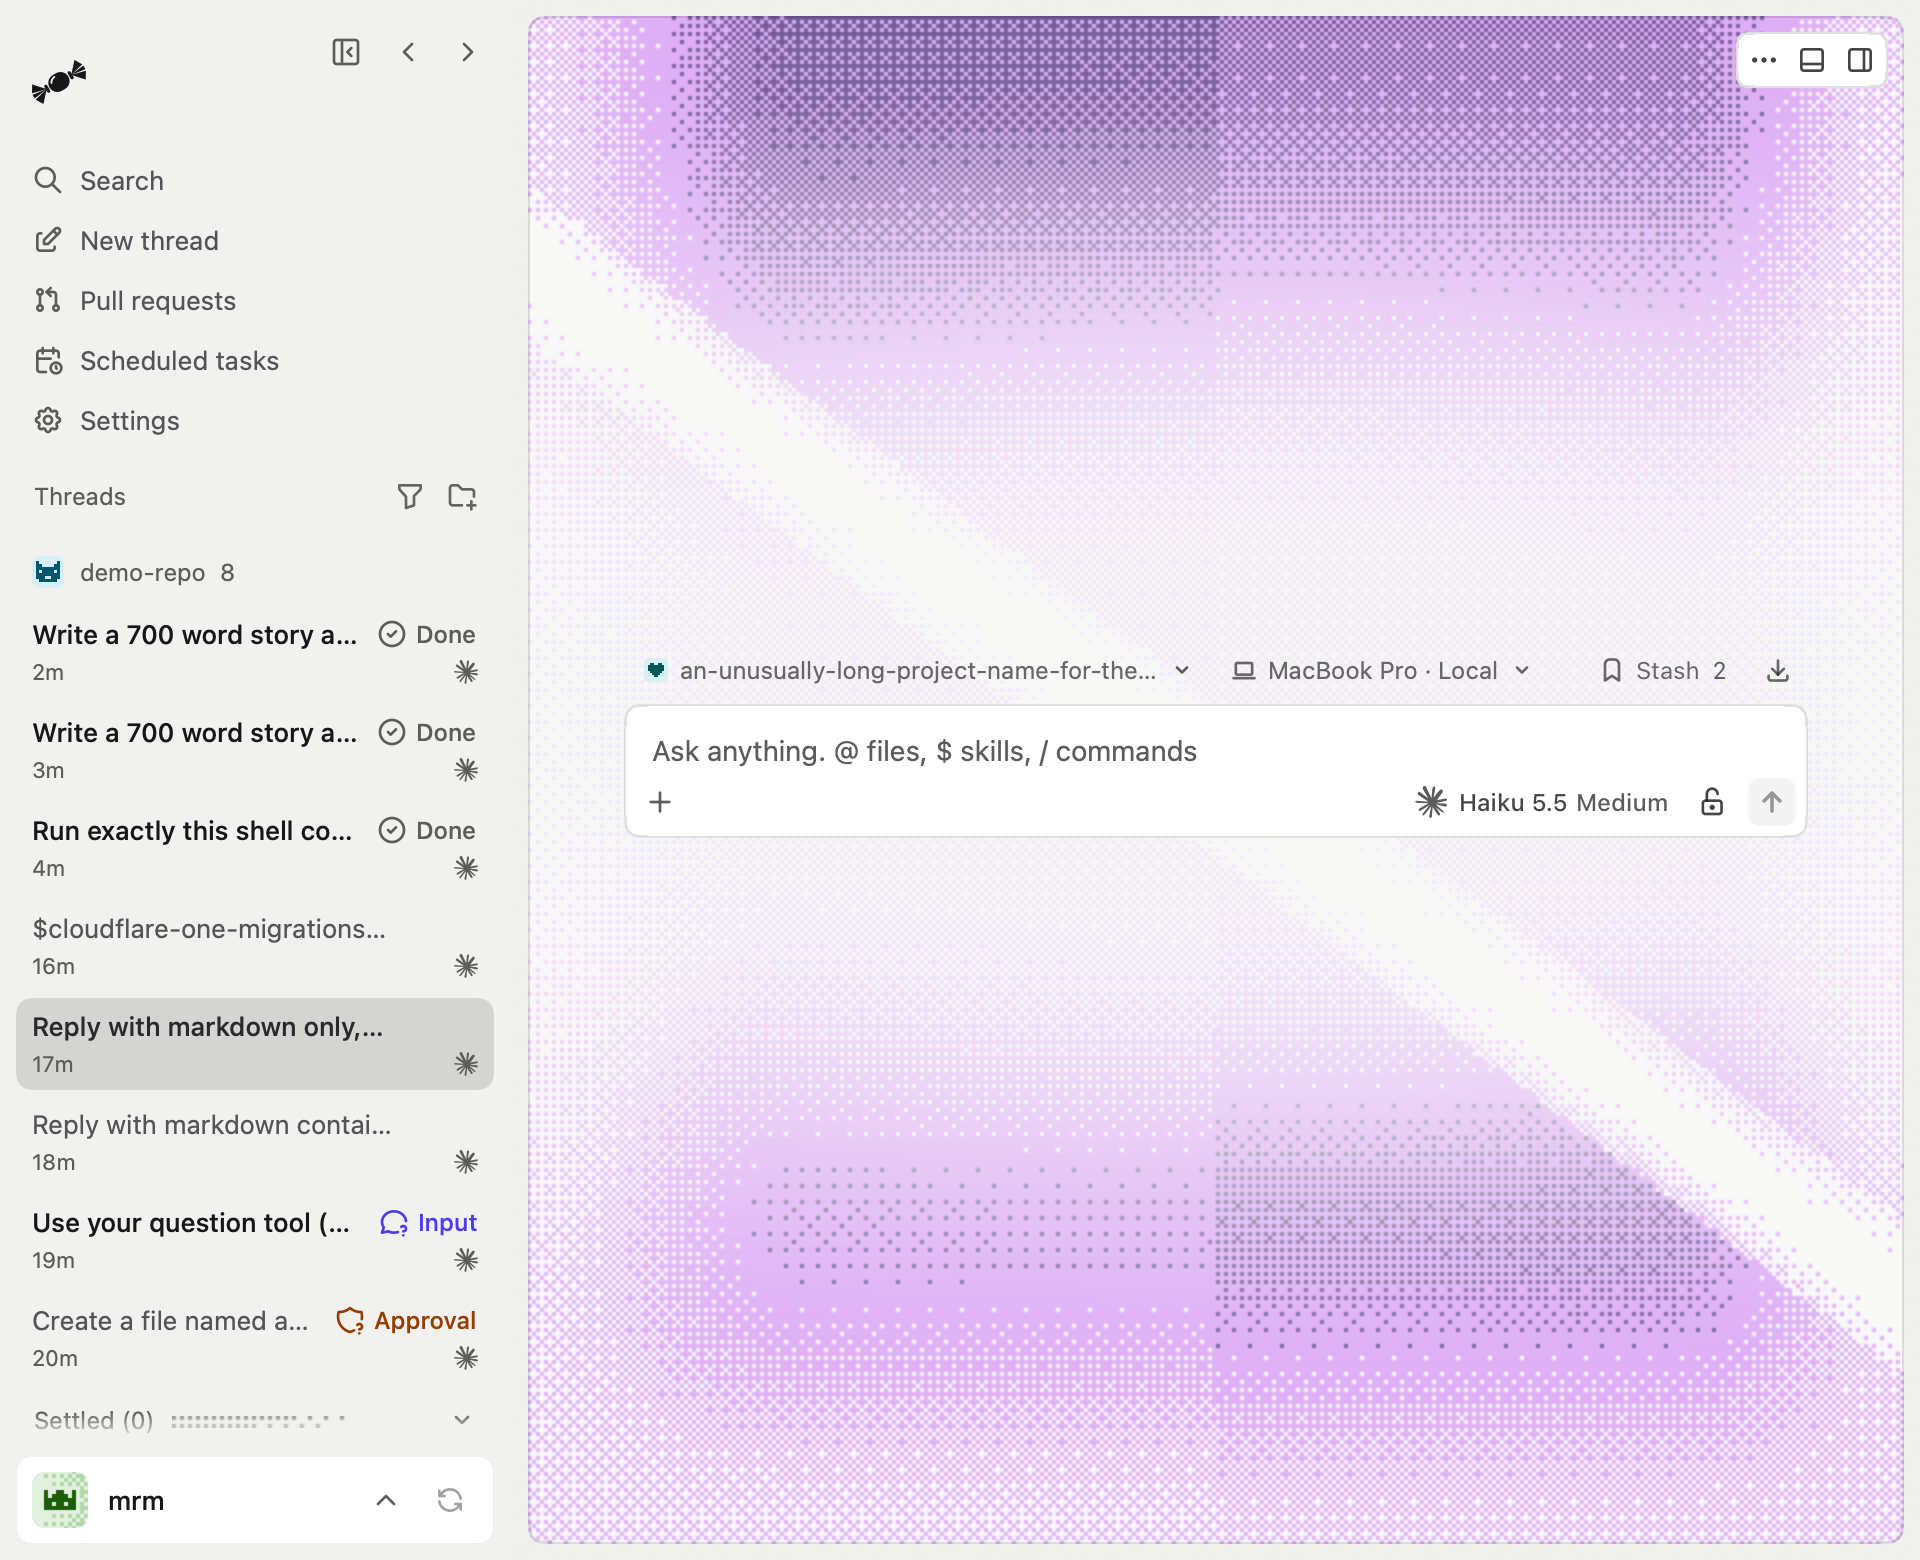 Search
New thread
Pull requests
Scheduled tasks
Settings
Threads
demo-repo 8
Write a 700 word story a... Done
2m
Write a 700 word story a... Done
3m
Run exactly this shell co... Done
4m
$cloudflare-one-migrations...
16m
Reply with markdown only,...
17m
Reply with markdown contai...
18m
Use your question tool (... Input
19m
Create a file named a... Approval
20m
Settled (0)
mrm
an-unusually-long-project-name-for-the... MacBook Pro · Local Stash 2
Ask anything. @ files, $ skills, / commands
Haiku 5.5 Medium